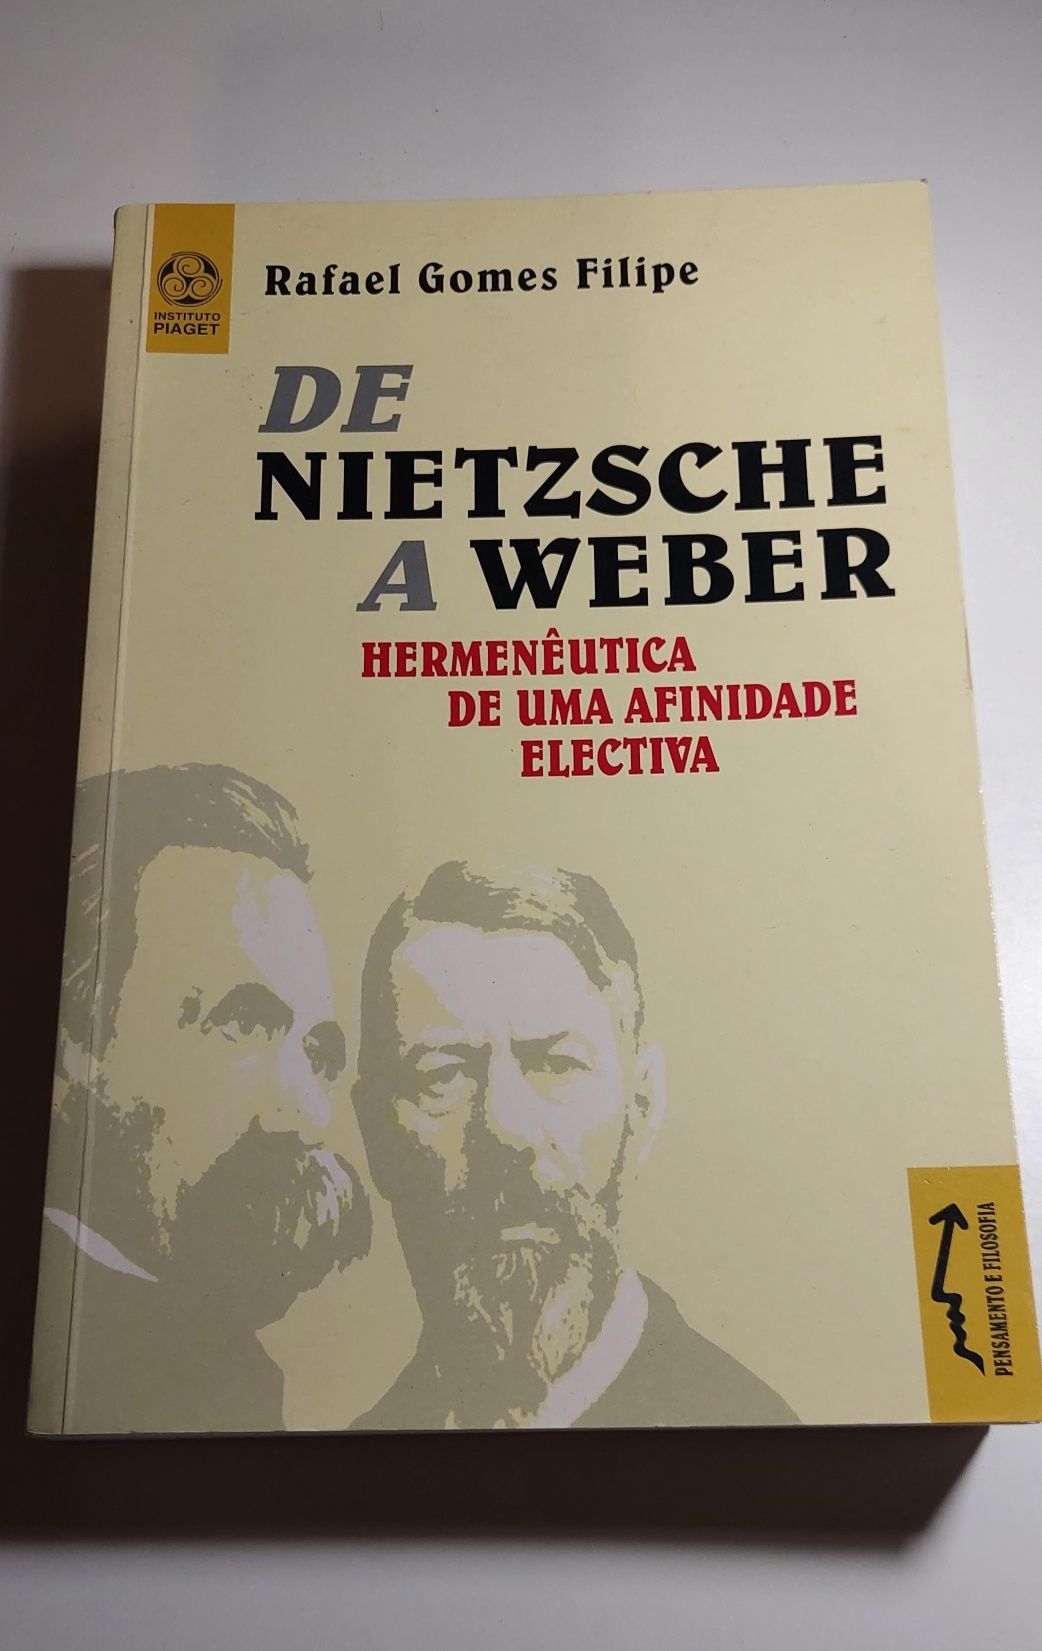 INSTITUTO
PIAGET
Rafael Gomes Filipe
DE
NIETZSCHE
A WEBER
HERMENÊUTICA
DE UMA AFINIDADE
ELECTIVA
PENSAMENTO E FILOSOFIA